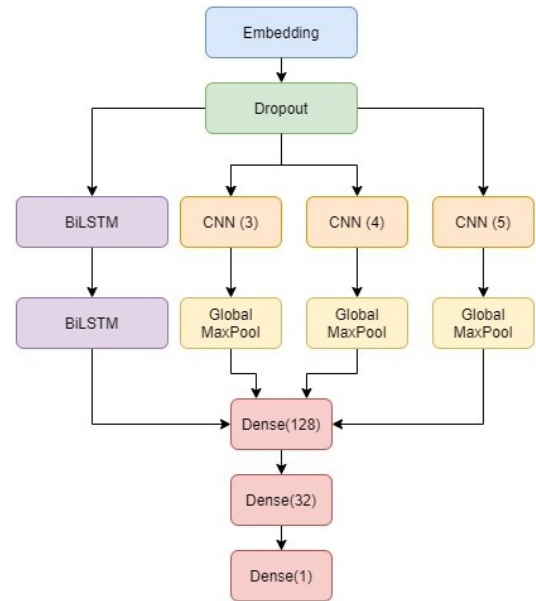 Embedding
Dropout
BiLSTM
CNN (3)
CNN (4)
CNN (5)
BiLSTM
Global
MaxPool
Global
MaxPool
Global
MaxPool
Dense(128)
Dense(32)
Dense(1)